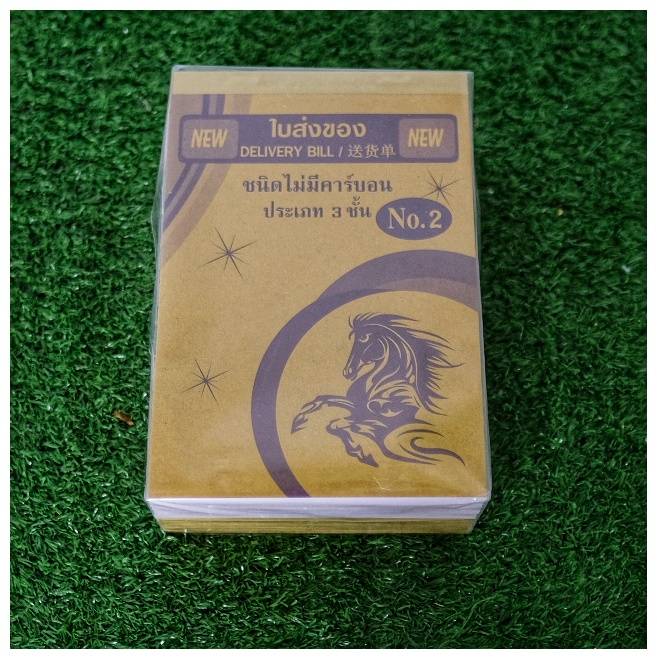 NEW ใบส่งของ NEW
DELIVERY BILL / 送货单
ชนิดไม่มีคาร์บอน
ประเภท 3 ชั้น No.2